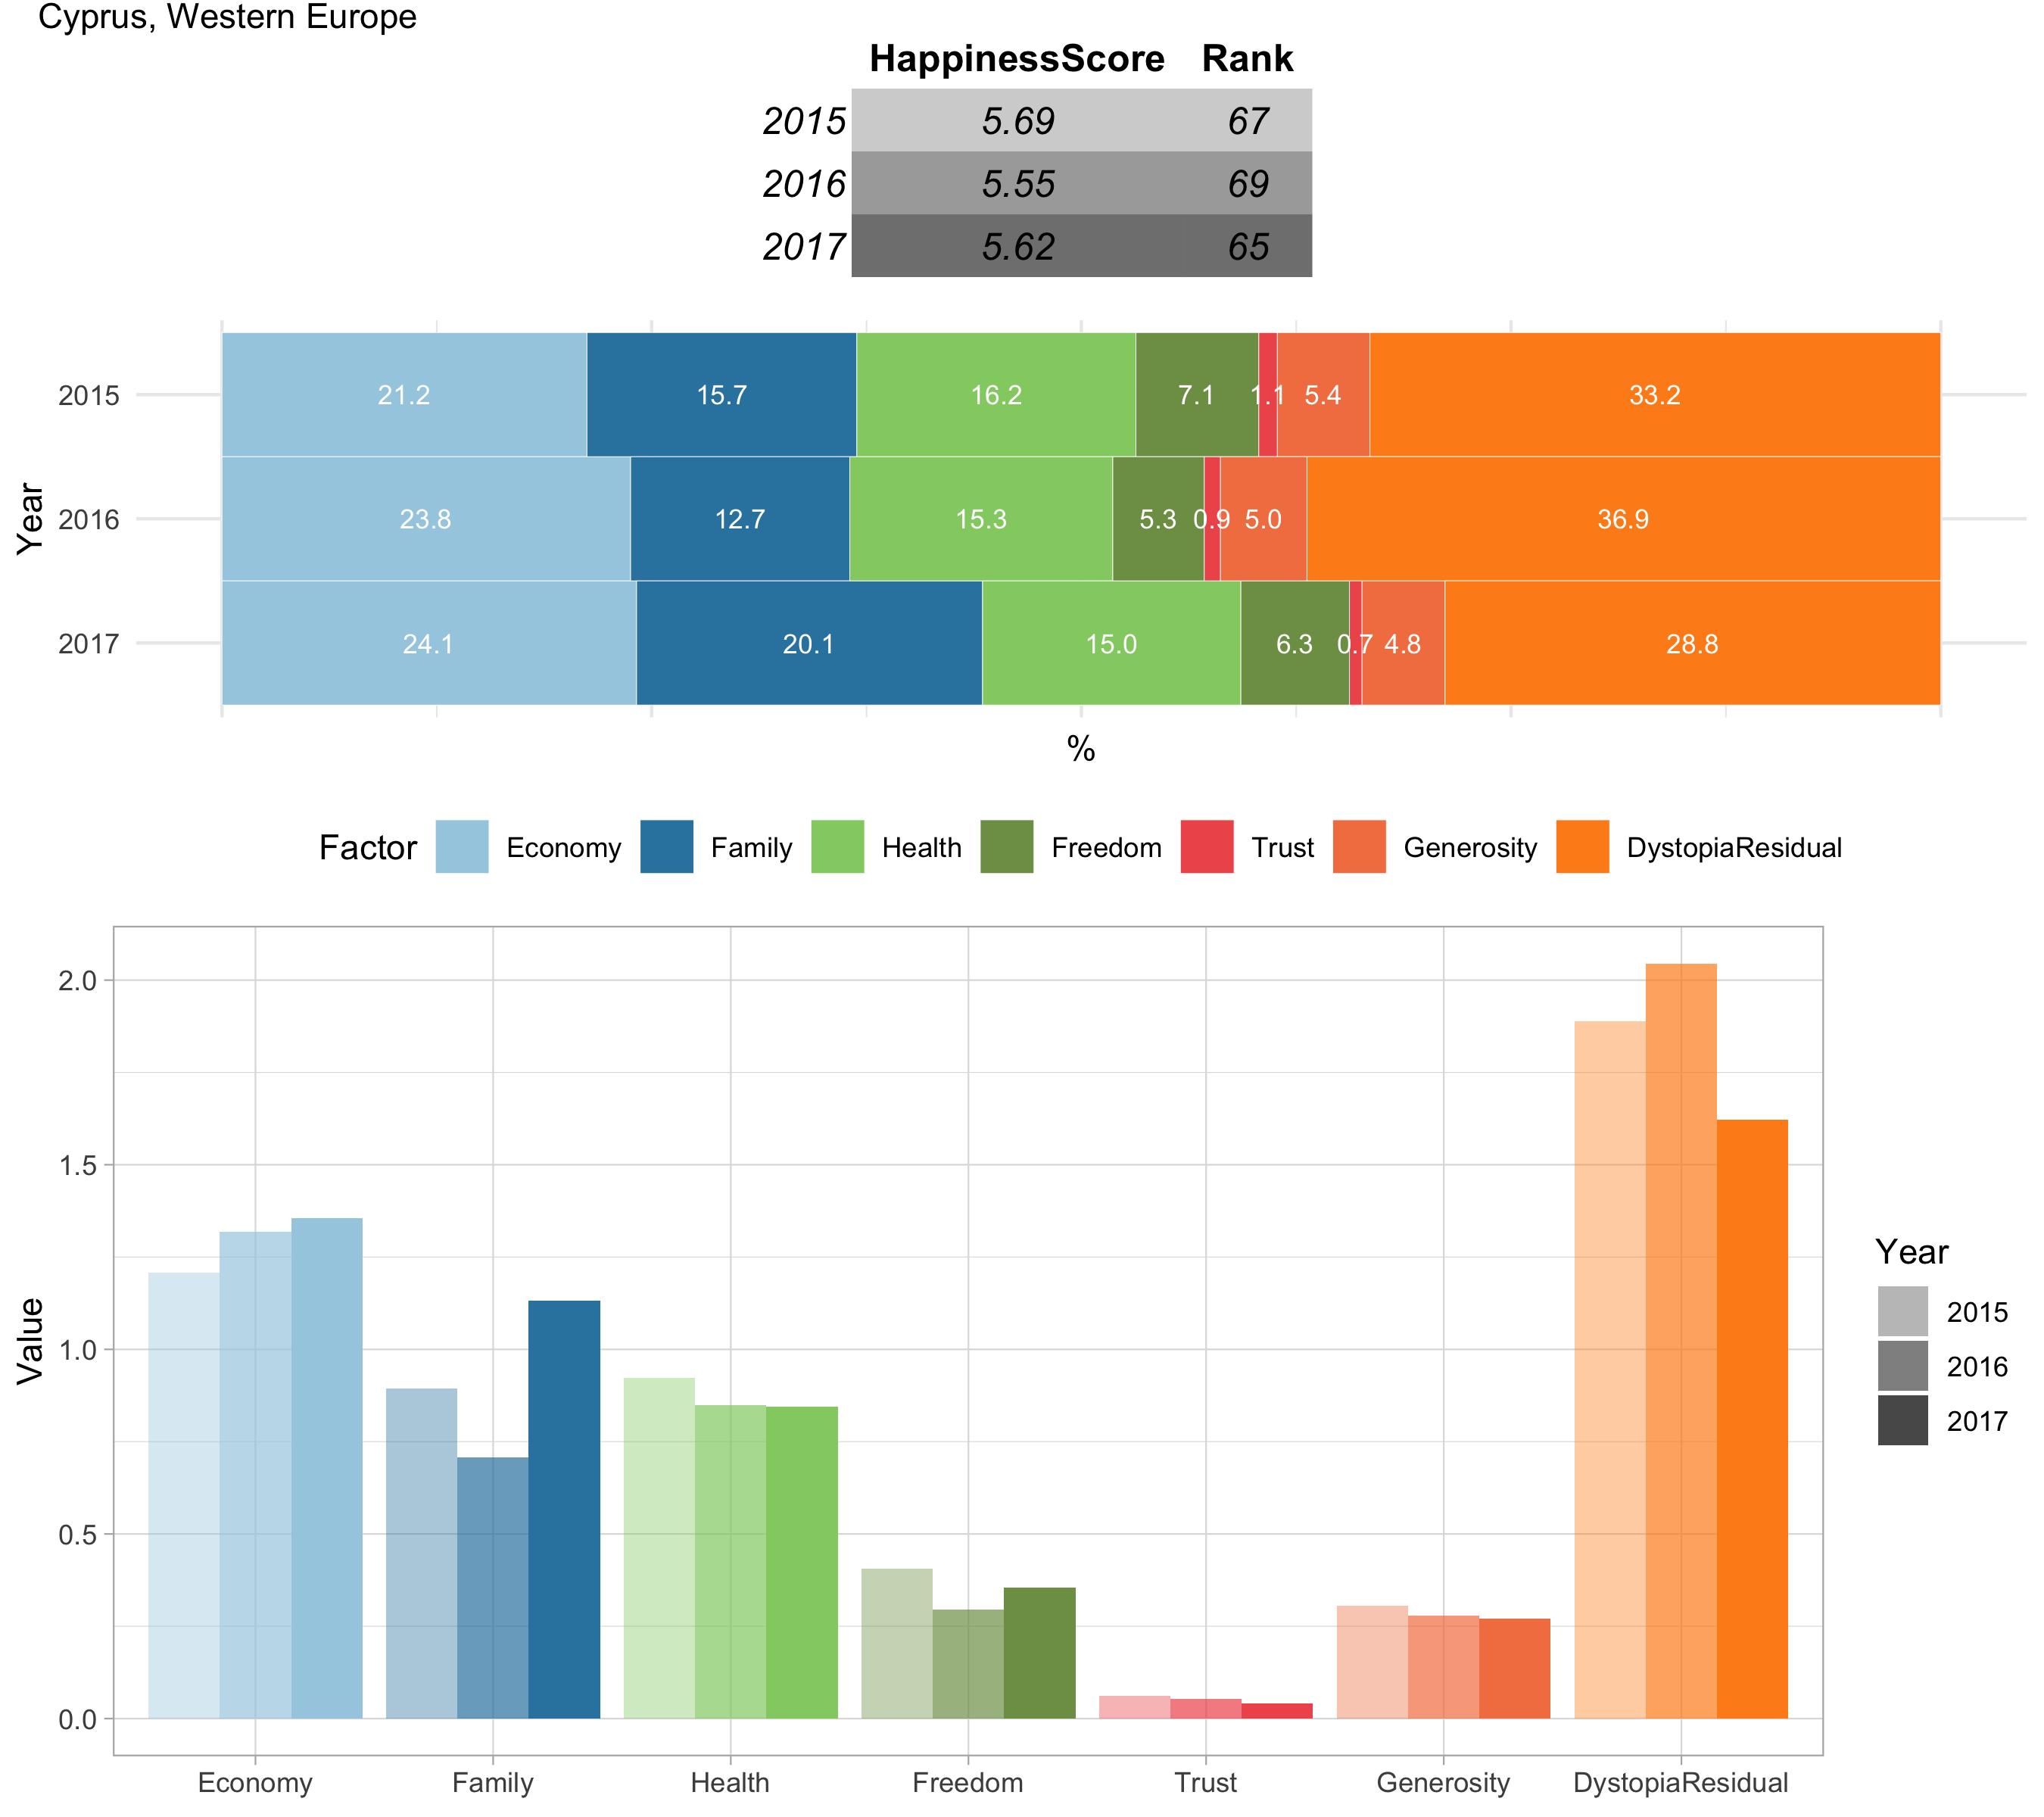 Cyprus, Western Europe
HappinessScore Rank
2015 5.69 67
2016 5.55 69
2017 5.62 65
2015 21.2 15.7 16.2 7.1 1.1 5.4 33.2
2016 23.8 12.7 15.3 5.3 0.9 5.0 36.9
2017 24.1 20.1 15.0 6.3 0.7 4.8 28.8
Year
%
Factor Economy Family Health Freedom Trust Generosity DystopiaResidual
2.0
1.5
1.0
0.5
0.0
Value
Economy Family Health Freedom Trust Generosity DystopiaResidual
Year
2015
2016
2017